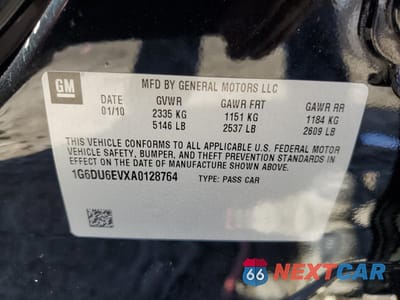 GM
MFD BY GENERAL MOTORS LLC
DATE GVWR GAWR FRT GAWR RR
01/10 2335 KG 1151 KG 1184 KG
5146 LB 2537 LB 2609 LB
THIS VEHICLE CONFORMS TO ALL APPLICABLE U.S. FEDERAL MOTOR
VEHICLE SAFETY, BUMPER, AND THEFT PREVENTION STANDARDS IN
EFFECT ON THE DATE OF MANUFACTURE SHOWN ABOVE.
1G6DU6EVXA0128764 TYPE: PASS CAR
66 NEXTCAR